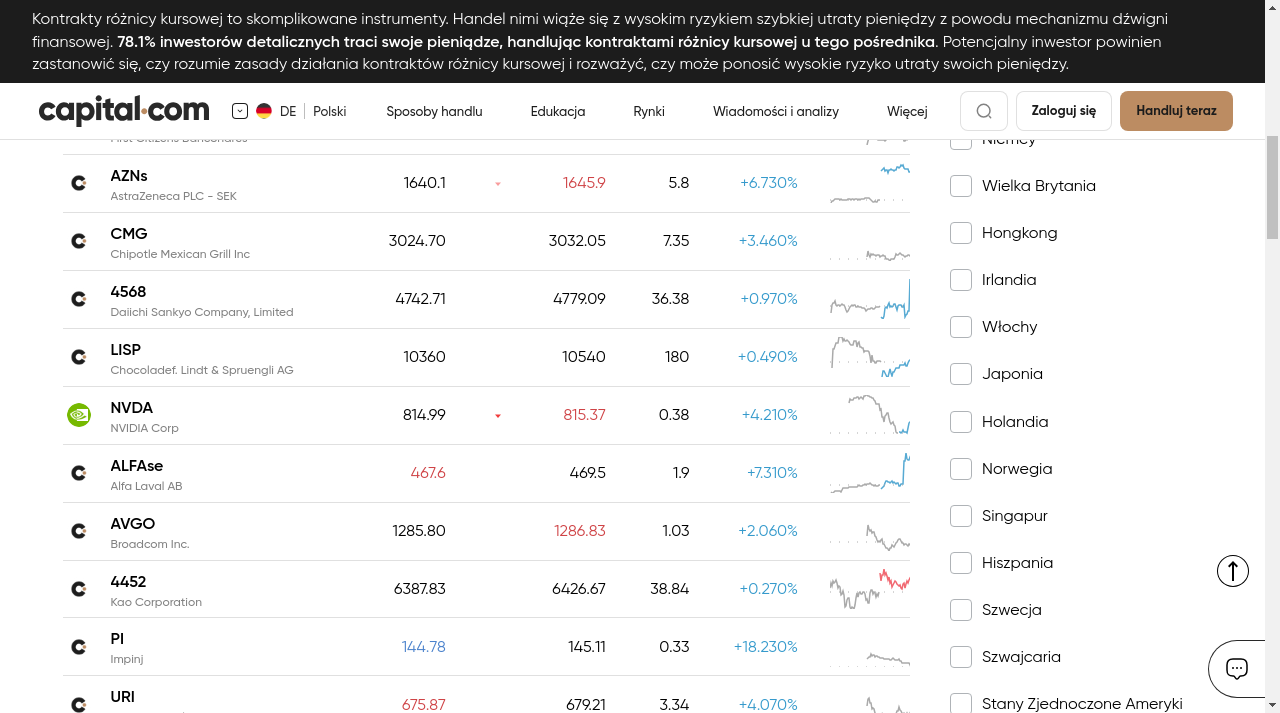 Kontrakty różnicy kursowej to skomplikowane instrumenty. Handel nimi wiąże się z wysokim ryzykiem szybkiej utraty pieniędzy z powodu mechanizmu dźwigni
finansowej. 78.1% inwestorów detalicznych traci swoje pieniądze, handlując kontraktami różnicy kursowej u tego pośrednika. Potencjalny inwestor powinien
zastanowić się, czy rozumie zasady działania kontraktów różnicy kursowej i rozważyć, czy może ponosić wysokie ryzyko utraty swoich pieniędzy.
capital.com DE Polski Sposoby handlu Edukacja Rynki Wiadomości i analizy Więcej Zaloguj się Handluj teraz
First Citizens BancShares
Niemcy
AZNs 1640.1 1645.9 5.8 +6.730%
AstraZeneca PLC - SEK
Wielka Brytania
CMG 3024.70 3032.05 7.35 +3.460%
Chipotle Mexican Grill Inc
Hongkong
4568 4742.71 4779.09 36.38 +0.970%
Daiichi Sankyo Company, Limited
Irlandia
Włochy
LISP 10360 10540 180 +0.490%
Chocoladef. Lindt & Spruengli AG
Japonia
NVDA 814.99 815.37 0.38 +4.210%
NVIDIA Corp
Holandia
ALFAse 467.6 469.5 1.9 +7.310%
Alfa Laval AB
Norwegia
AVGO 1285.80 1286.83 1.03 +2.060%
Broadcom Inc.
Singapur
Hiszpania
4452 6387.83 6426.67 38.84 +0.270%
Kao Corporation
Szwecja
PI 144.78 145.11 0.33 +18.230%
Impinj
Szwajcaria
URI 675.87 679.21 3.34 +4.070%
Stany Zjednoczone Ameryki